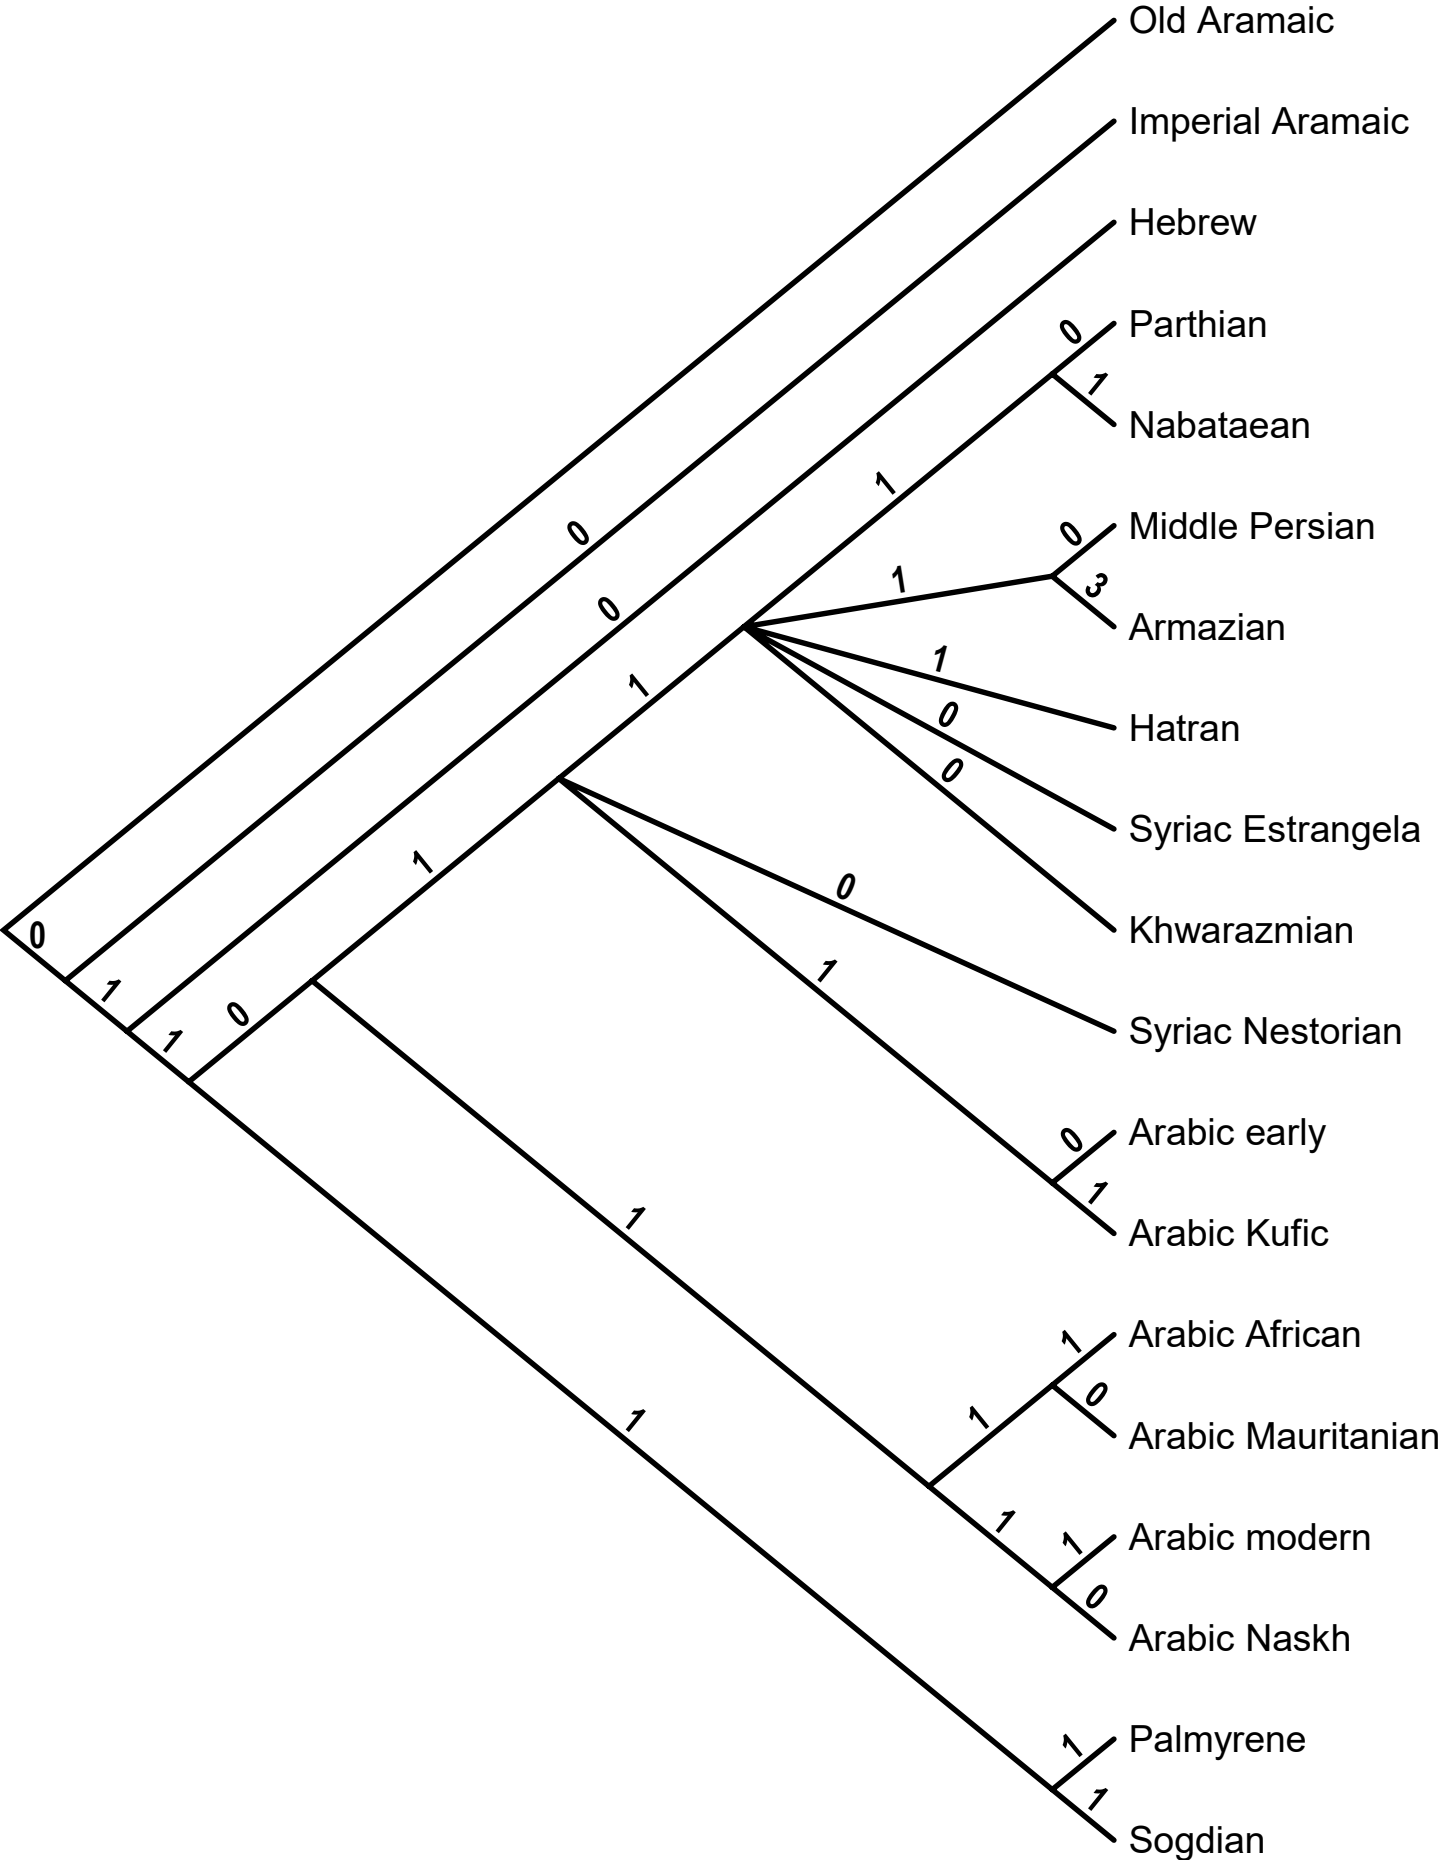 Old Aramaic
Imperial Aramaic
Hebrew
0 Parthian
1
Nabataean
1
0
0 Middle Persian
1
3
Armazian
0
1
1
Hatran
0
0
Syriac Estrangela
1
0
Khwarazmian
0
1
1
0
Syriac Nestorian
1
0 Arabic early
1
Arabic Kufic
1
1 Arabic African
0
1
1
Arabic Mauritanian
1
1 Arabic modern
0
Arabic Naskh
1 Palmyrene
1
Sogdian